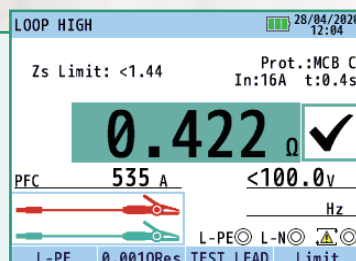 LOOP HIGH
28/04/2020
12:04
Zs Limit: <1.44
Prot.:MCB C
In:16A t:0.4s
0.422 Ω
PFC 535 A <100.0V
Hz
L-PE L-N
L-PE 0.001ΩRes TEST LEAD Limit